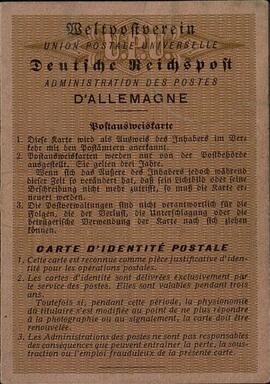 Weltpostverein
UNION POSTALE UNIVERSELLE
Deutsche Reichspost
ADMINISTRATION DES POSTES
D'ALLEMAGNE
Postausweiskarte
1. Diese Karte wird als Ausweis des Inhabers im Ver-
kehr mit den Postämtern anerkannt.
2. Postausweiskarten werden nur von der Postbehörde
ausgestellt. Sie gelten drei Jahre.
Wenn sich das Äußere des Inhabers jedoch während
dieser Zeit so verändert hat, daß sein Lichtbild oder seine
Beschreibung nicht mehr zutrifft, so muß die Karte er-
neuert werden.
3. Die Postverwaltungen sind nicht verantwortlich für die
Folgen, die der Verlust, die Unterschlagung oder die
betrügerische Verwendung der Karte nach sich ziehen
können.
CARTE D'IDENTITÉ POSTALE
1. Cette carte est reconnue comme pièce justificative d'iden-
tité pour les opérations postales.
2. Les cartes d'identité sont délivrées exclusivement par
le service des postes. Elles sont valables pendant trois
ans.
Toutefois si, pendant cette période, la physionomie
du titulaire s'est modifiée au point de ne plus répondre
à la photographie ou au signalement, la carte doit être
renouvelée.
3. Les Administrations des postes ne sont pas responsables
des conséquences que peuvent entraîner la perte, la sous-
traction ou l'emploi frauduleux de la présente carte.